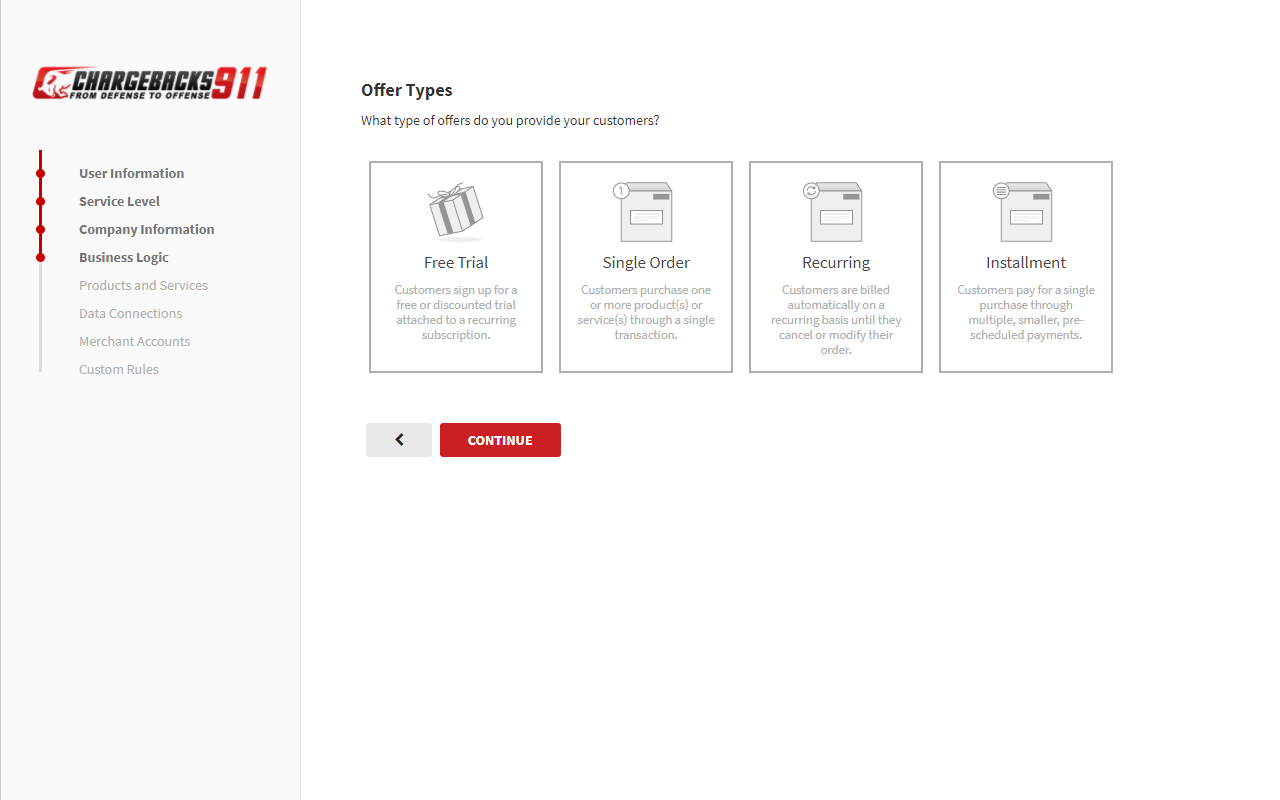 CHARGEBACKS911
FROM DEFENSE TO OFFENSE
User Information
Service Level
Company Information
Business Logic
Products and Services
Data Connections
Merchant Accounts
Custom Rules
Offer Types
What type of offers do you provide your customers?
Free Trial
Customers sign up for a
free or discounted trial
attached to a recurring
subscription.
1
Single Order
Customers purchase one
or more product(s) or
service(s) through a single
transaction.
Recurring
Customers are billed
automatically on a
recurring basis until they
cancel or modify their
order.
Installment
Customers pay for a single
purchase through
multiple, smaller, pre-
scheduled payments.
CONTINUE